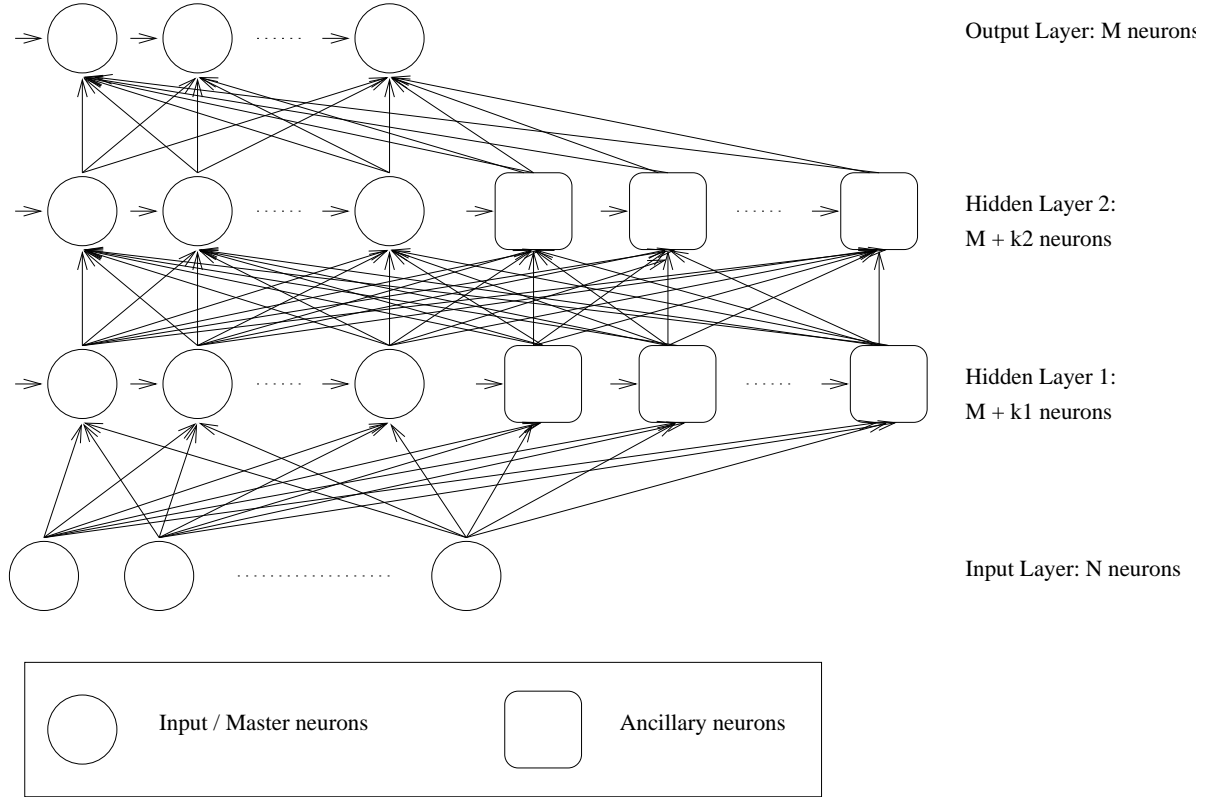 Output Layer: M neurons
Hidden Layer 2:
M + k2 neurons
Hidden Layer 1:
M + k1 neurons
Input Layer: N neurons
Input / Master neurons
Ancillary neurons